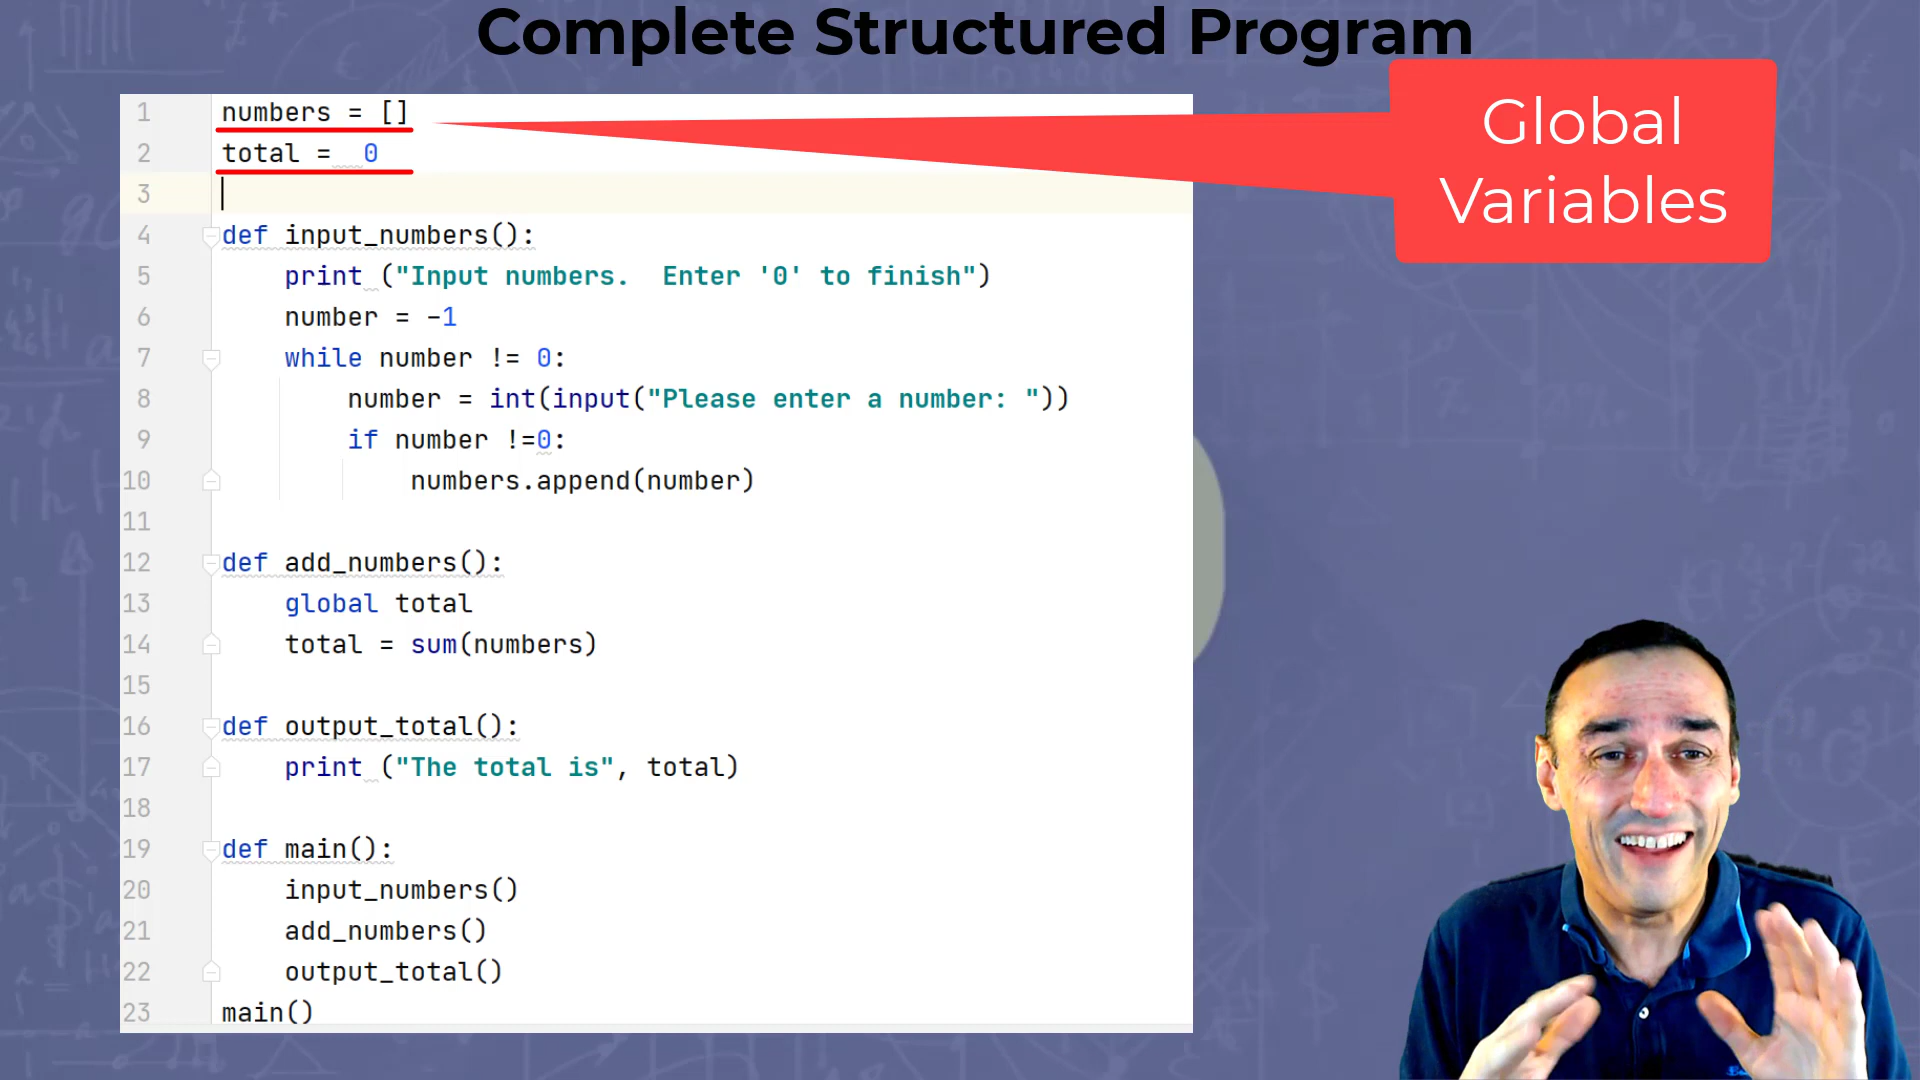 Complete Structured Program
Global
Variables
1 numbers = []
2 total =  0
3
4 def input_numbers():
5     print ("Input numbers.  Enter '0' to finish")
6     number = -1
7     while number != 0:
8         number = int(input("Please enter a number: "))
9         if number !=0:
10             numbers.append(number)
11
12 def add_numbers():
13     global total
14     total = sum(numbers)
15
16 def output_total():
17     print ("The total is", total)
18
19 def main():
20     input_numbers()
21     add_numbers()
22     output_total()
23 main()